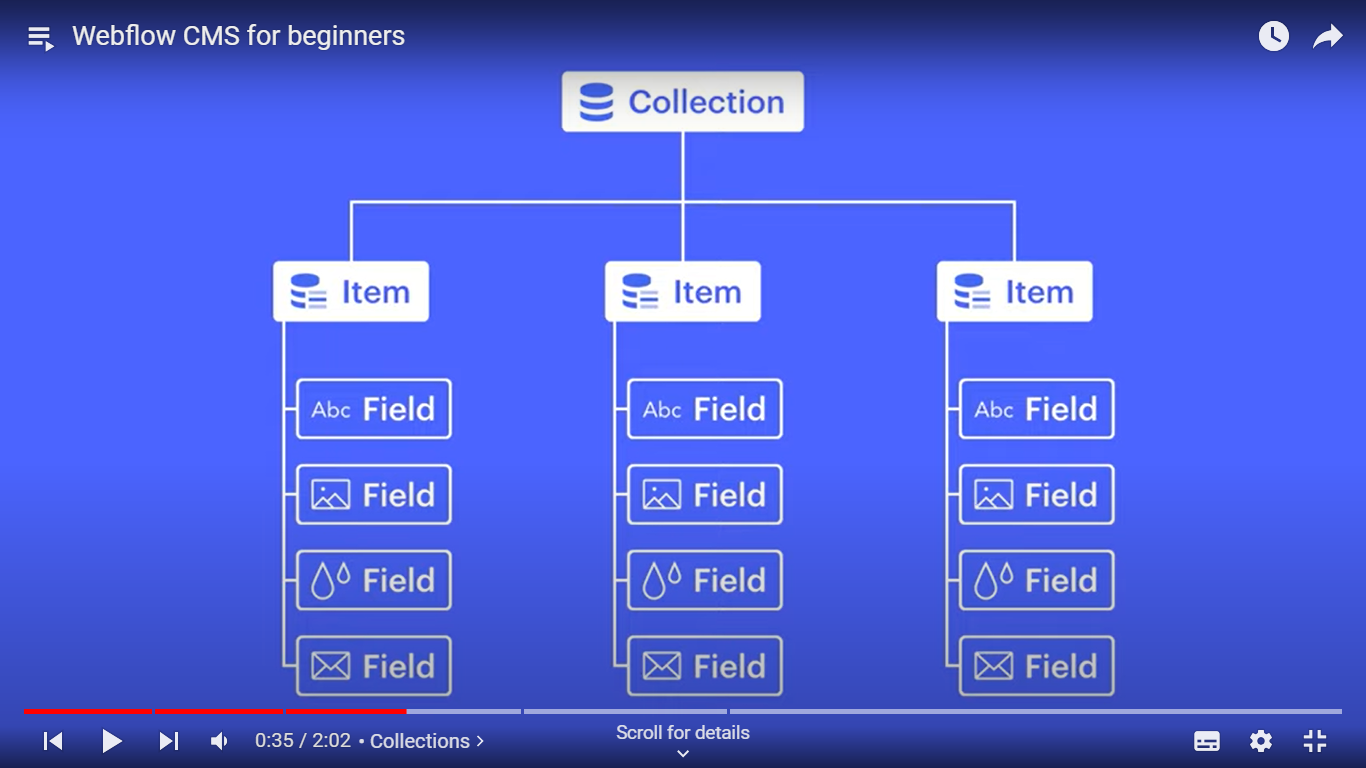 Webflow CMS for beginners
Collection
Item Item Item
Abc Field Abc Field Abc Field
Field Field Field
Field Field Field
Field Field Field
0:35 / 2:02 • Collections
Scroll for details